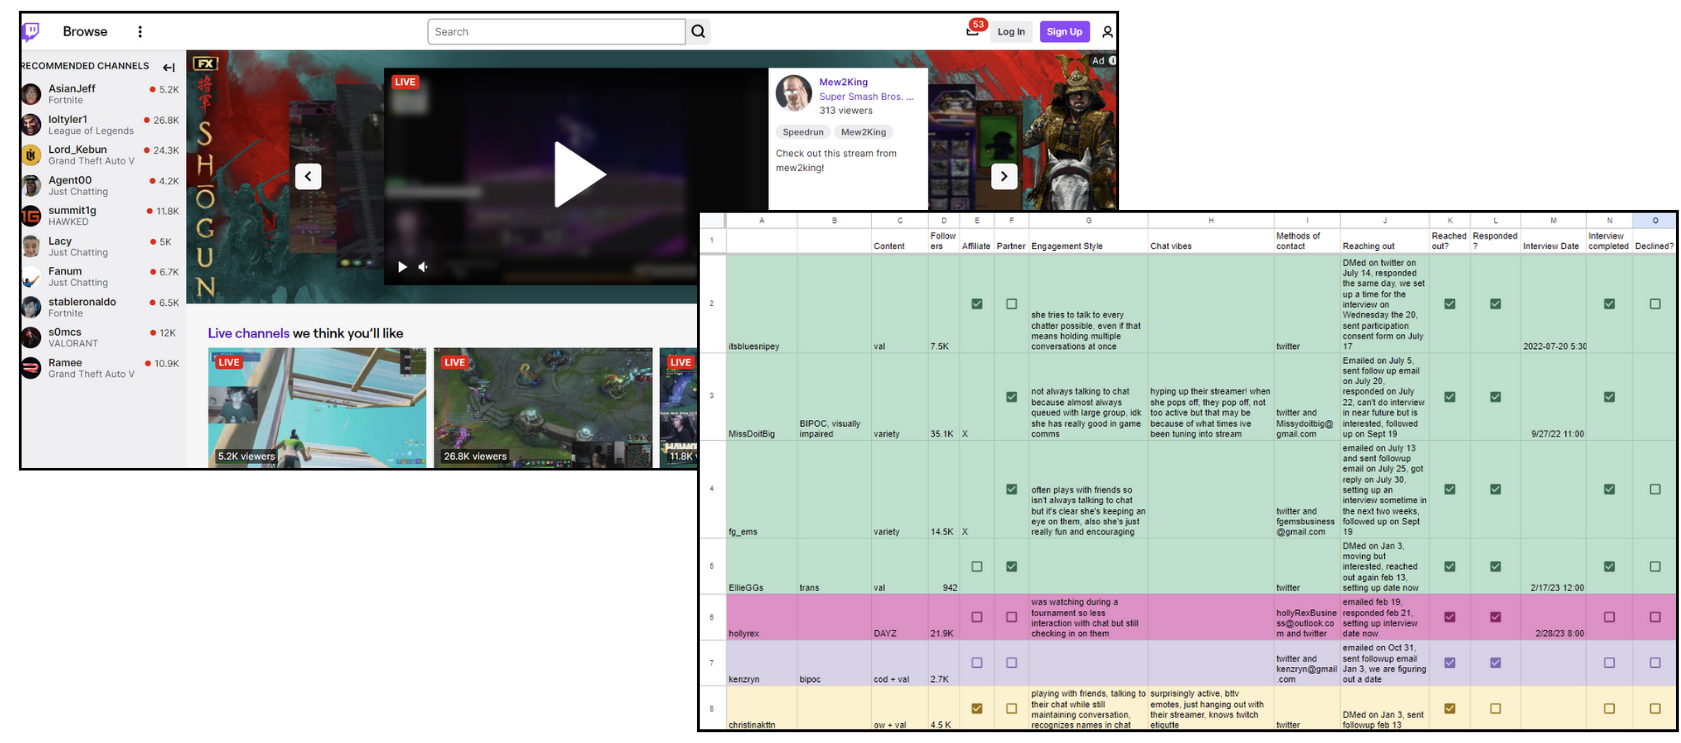 Browse
Search
53
Log In
Sign Up
RECOMMENDED CHANNELS
AsianJeff
Fortnite
5.2K
loltyler1
League of Legends
26.8K
Lord_Kebun
Grand Theft Auto V
24.3K
Agent00
Just Chatting
4.2K
summit1g
HAWKED
11.8K
Lacy
Just Chatting
5K
Fanum
Just Chatting
6.7K
stableronaldo
Fortnite
6.5K
s0mcs
VALORANT
12K
Ramee
Grand Theft Auto V
10.9K
FX
将軍
SHŌGUN
LIVE
Ad
Mew2King
Super Smash Bros. ...
313 viewers
Speedrun
Mew2King
Check out this stream from
mew2king!
Live channels we think you'll like
LIVE
5.2K viewers
LIVE
26.8K viewers
LIVE
11.8K
A B C D E F G H I J K L M N O
1
Content
Follow
ers
Affiliate
Partner
Engagement Style
Chat vibes
Methods of
contact
Reaching out
Reached
out?
Responded
?
Interview Date
Interview
completed
Declined?
2
itsbluesnipey
val
7.5K
she tries to talk to every
chatter possible, even if that
means holding multiple
conversations at once
twitter
DMed on twitter on
July 14, responded
the same day, we set
up a time for the
interview on
Wednesday the 20,
sent participation
consent form on July
17
2022-07-20 5:30
3
MissDoitBig
BIPOC, visually
impaired
variety
35.1K
X
not always talking to chat
because almost always
queued with large group, idk
she has really good in game
comms
hyping up their streamer! when
she pops off, they pop off, not
too active but that may be
because of what times ive
been tuning into stream
twitter and
Missydoitbig@
gmail.com
Emailed on July 5,
sent follow up email
on July 20,
responded on July
22, can't do interview
in near future but is
interested, followed
up on Sept 19
9/27/22 11:00
4
fg_ems
variety
14.5K
X
often plays with friends so
isn't always talking to chat
but it's clear she's keeping an
eye on them, also she's just
really fun and encouraging
twitter and
fgemsbusiness
@gmail.com
emailed on July 13
and sent followup
email on July 25, got
reply on July 30,
setting up an
interview sometime in
the next two weeks,
followed up on Sept
19
5
EllieGGs
trans
val
942
twitter
DMed on Jan 3,
moving but
interested, reached
out again feb 13,
setting up date now
2/17/23 12:00
6
hollyrex
DAYZ
21.9K
was watching during a
tournament so less
interaction with chat but still
checking in on them
hollyRexBusine
ss@outlook.co
m and twitter
emailed feb 19,
responded feb 21,
setting up interview
date now
2/28/23 8:00
7
kenzryn
bipoc
cod + val
2.7K
twitter and
kenzryn@gmail
.com
emailed on Oct 31,
sent followup email
Jan 3, we are figuring
out a date
8
christinakttn
ow + val
4.5 K
playing with friends, talking to
their chat while still
maintaining conversation,
recognizes names in chat
surprisingly active, bttv
emotes, just hanging out with
their streamer, knows twitch
etiqutte
twitter
DMed on Jan 3, sent
followup feb 13